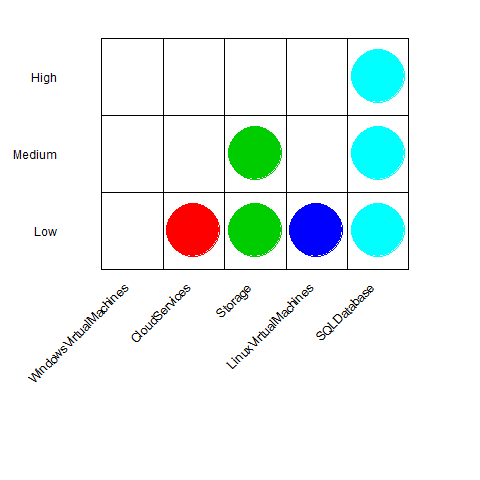 High
Medium
Low
WindowsVirtualMachines
CloudServices
Storage
LinuxVirtualMachines
SQLDatabase